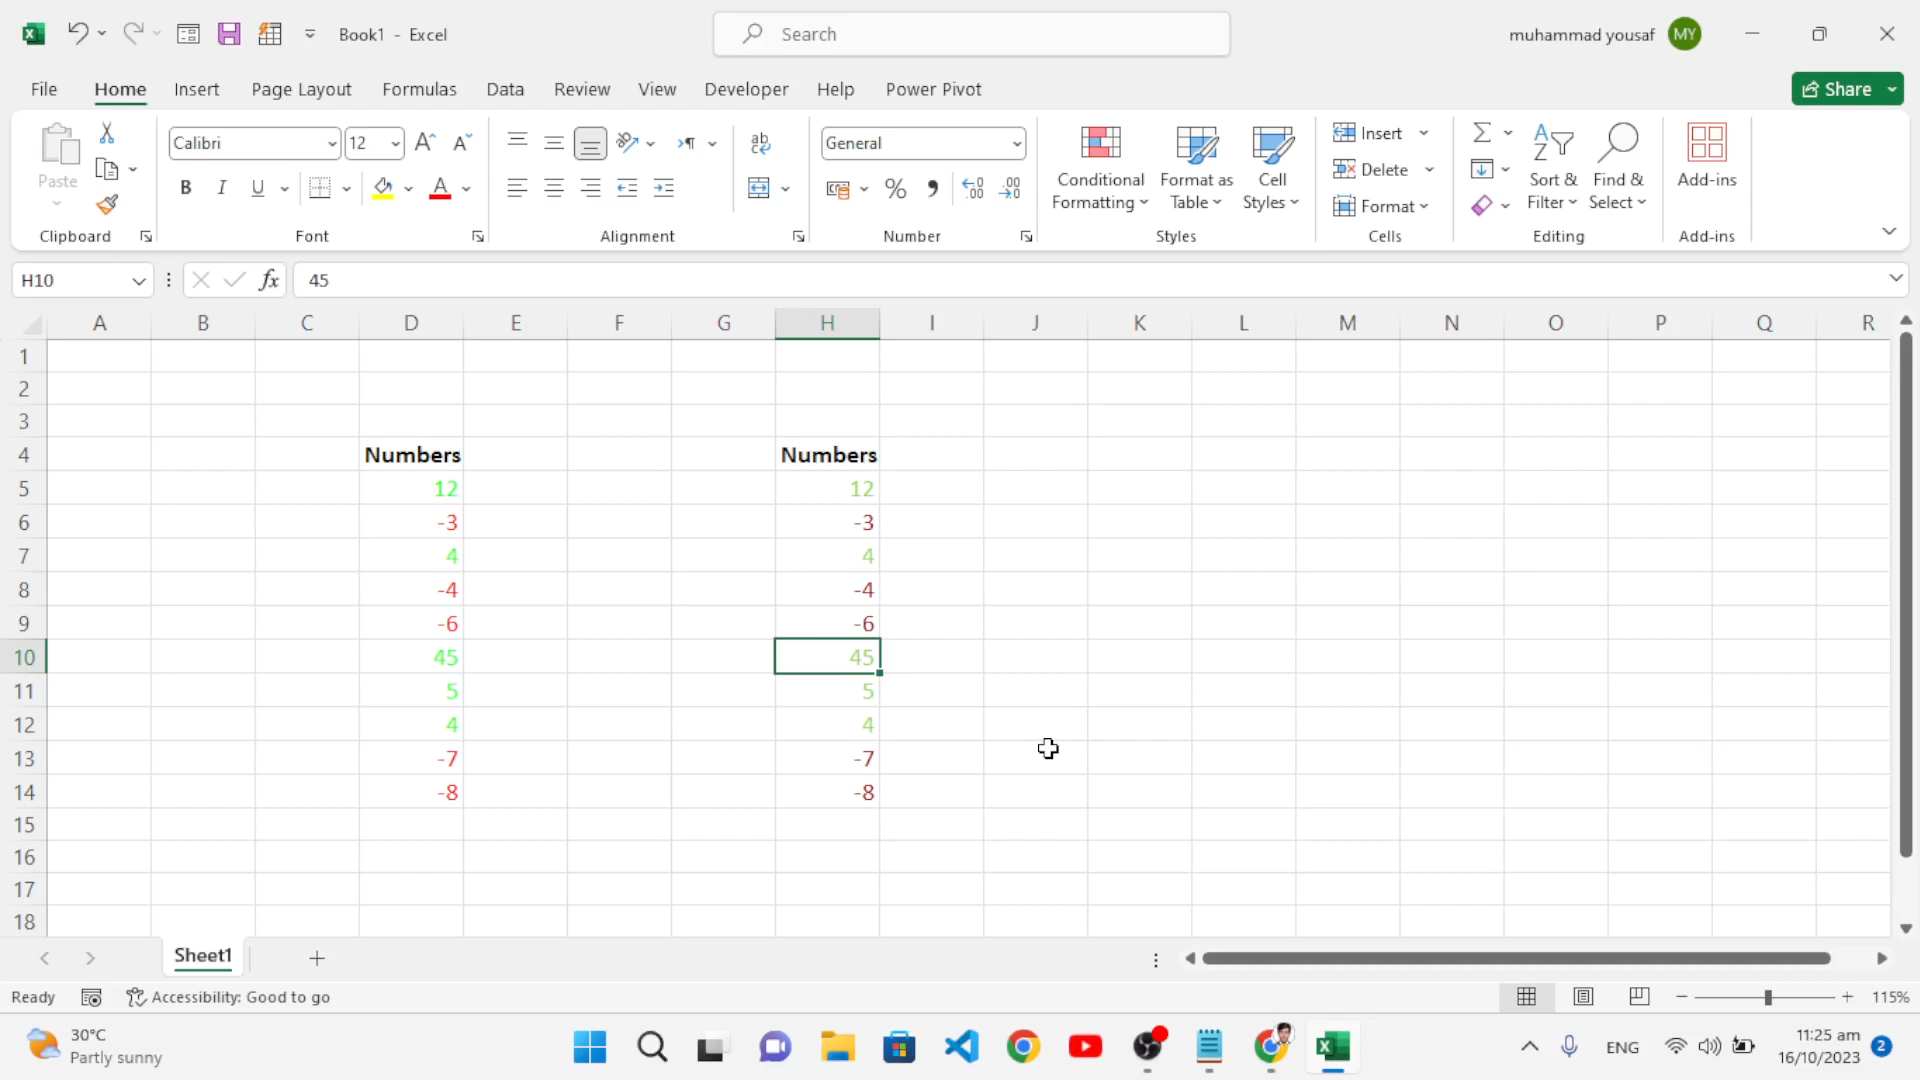 Book1 - Excel
Search
muhammad yousaf
MY
File Home Insert Page Layout Formulas Data Review View Developer Help Power Pivot
Share
Paste
Calibri 12
B I U A
General
% 
Conditional Formatting
Format as Table
Cell Styles
Insert
Delete
Format
Sort & Filter
Find & Select
Add-ins
Clipboard Font Alignment Number Styles Cells Editing Add-ins
H10 fx 45
A B C D E F G H I J K L M N O P Q R
1
2
3
4 Numbers Numbers
5 12 12
6 -3 -3
7 4 4
8 -4 -4
9 -6 -6
10 45 45
11 5 5
12 4 4
13 -7 -7
14 -8 -8
15
16
17
18
Sheet1
Ready Accessibility: Good to go 115%
30°C
Partly sunny
ENG
11:25 am
16/10/2023
2